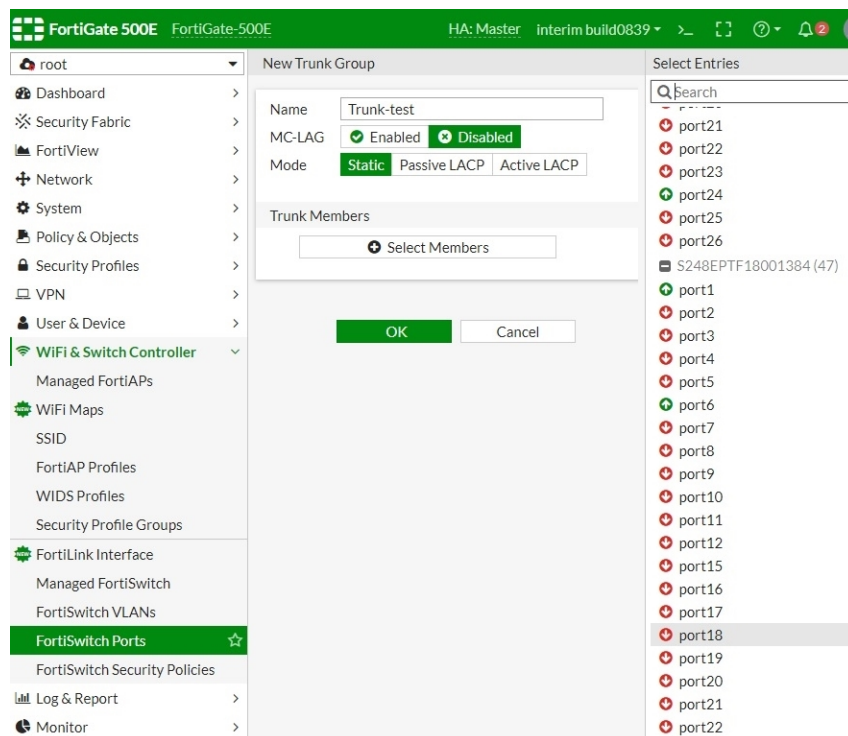 FortiGate 500E FortiGate-500E HA: Master interim build0839 >_ 2
root
Dashboard
Security Fabric
FortiView
Network
System
Policy & Objects
Security Profiles
VPN
User & Device
WiFi & Switch Controller
Managed FortiAPs
NEW WiFi Maps
SSID
FortiAP Profiles
WIDS Profiles
Security Profile Groups
NEW FortiLink Interface
Managed FortiSwitch
FortiSwitch VLANs
FortiSwitch Ports
FortiSwitch Security Policies
Log & Report
Monitor
New Trunk Group
Name Trunk-test
MC-LAG Enabled Disabled
Mode Static Passive LACP Active LACP
Trunk Members
Select Members
OK Cancel
Select Entries
Search
port21
port22
port23
port24
port25
port26
S248EPTF18001384 (47)
port1
port2
port3
port4
port5
port6
port7
port8
port9
port10
port11
port12
port15
port16
port17
port18
port19
port20
port21
port22